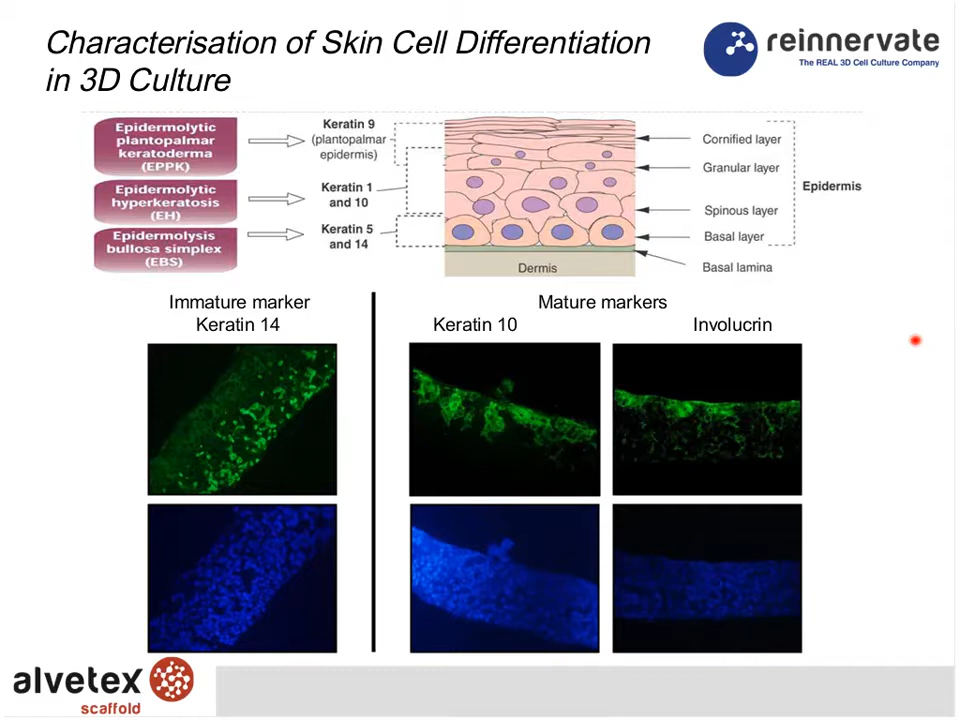 Characterisation of Skin Cell Differentiation
in 3D Culture
reinnervate
The REAL 3D Cell Culture Company
Epidermolytic
plantopalmar
keratoderma
(EPPK)
Epidermolytic
hyperkeratosis
(EH)
Epidermolysis
bullosa simplex
(EBS)
Keratin 9
(plantopalmar
epidermis)
Keratin 1
and 10
Keratin 5
and 14
Dermis
Cornified layer
Granular layer
Spinous layer
Basal layer
Basal lamina
Epidermis
Immature marker
Keratin 14
Mature markers
Keratin 10
Involucrin
alvetex
scaffold